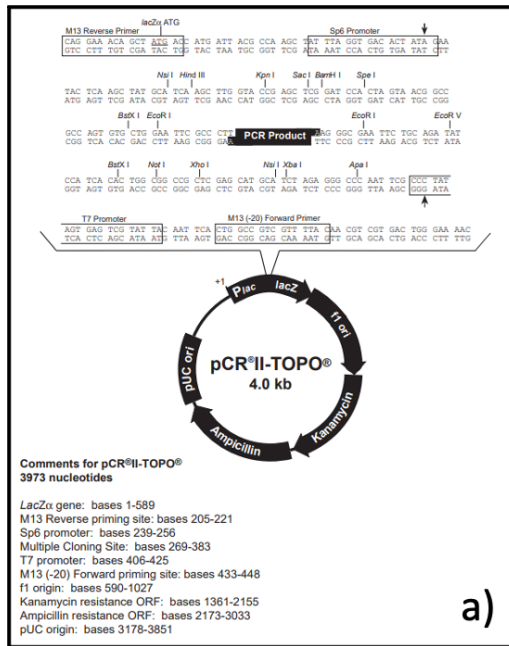 lacZα ATG
M13 Reverse Primer
Sp6 Promoter
CAG GAA ACA GCT ATG ACC ATG ATT ACG CCA AGC TAT TTA GGT GAC ACT ATA GAA
GTC CTT TGT CGA TAC TGG TAC TAA TGC GGT TCG ATA AAT CCA CTG TGA TAT CTT
Nsi I Hind III Kpn I Sac I BamH I Spe I
TAC TCA AGC TAT GCA TCA AGC TTG GTA CCG AGC TCG GAT CCA CTA GTA ACG GCC
ATG AGT TCG ATA CGT AGT TCG AAC CAT GGC TCG AGC CTA GGT GAT CAT TGC CGG
BstX I EcoR I EcoR I EcoR V
GCC AGT GTG CTG GAA TTC GCC CTT PCR Product AAG GGC GAA TTC TGC AGA TAT
CGG TCA CAC GAC CTT AAG CGG GAA TTC CCG CTT AAG ACG TCT ATA
BstX I Not I Xho I Nsi I Xba I Apa I
CCA TCA CAC TGG CGG CCG CTC GAG CAT GCA TCT AGA GGG CCC AAT TCG CCC TAT
GGT AGT GTG ACC GCC GGC GAG CTC GTA CGT AGA TCT CCC GGG TTA AGC GGG ATA
T7 Promoter
M13 (-20) Forward Primer
AGT GAG TCG TAT TAC AAT TCA CTG GCC GTC GTT TTA CAA CGT CGT GAC TGG GAA AAC
TCA CTC AGC ATA ATG TTA AGT GAC CGG CAG CAA AAT GTT GCA GCA CTG ACC CTT TTG
+1
Plac
lacZ
f1 ori
Kanamycin
Ampicillin
pUC ori
pCR®II-TOPO®
4.0 kb
Comments for pCR®II-TOPO®
3973 nucleotides
LacZα gene: bases 1-589
M13 Reverse priming site: bases 205-221
Sp6 promoter: bases 239-256
Multiple Cloning Site: bases 269-383
T7 promoter: bases 406-425
M13 (-20) Forward priming site: bases 433-448
f1 origin: bases 590-1027
Kanamycin resistance ORF: bases 1361-2155
Ampicillin resistance ORF: bases 2173-3033
pUC origin: bases 3178-3851
a)